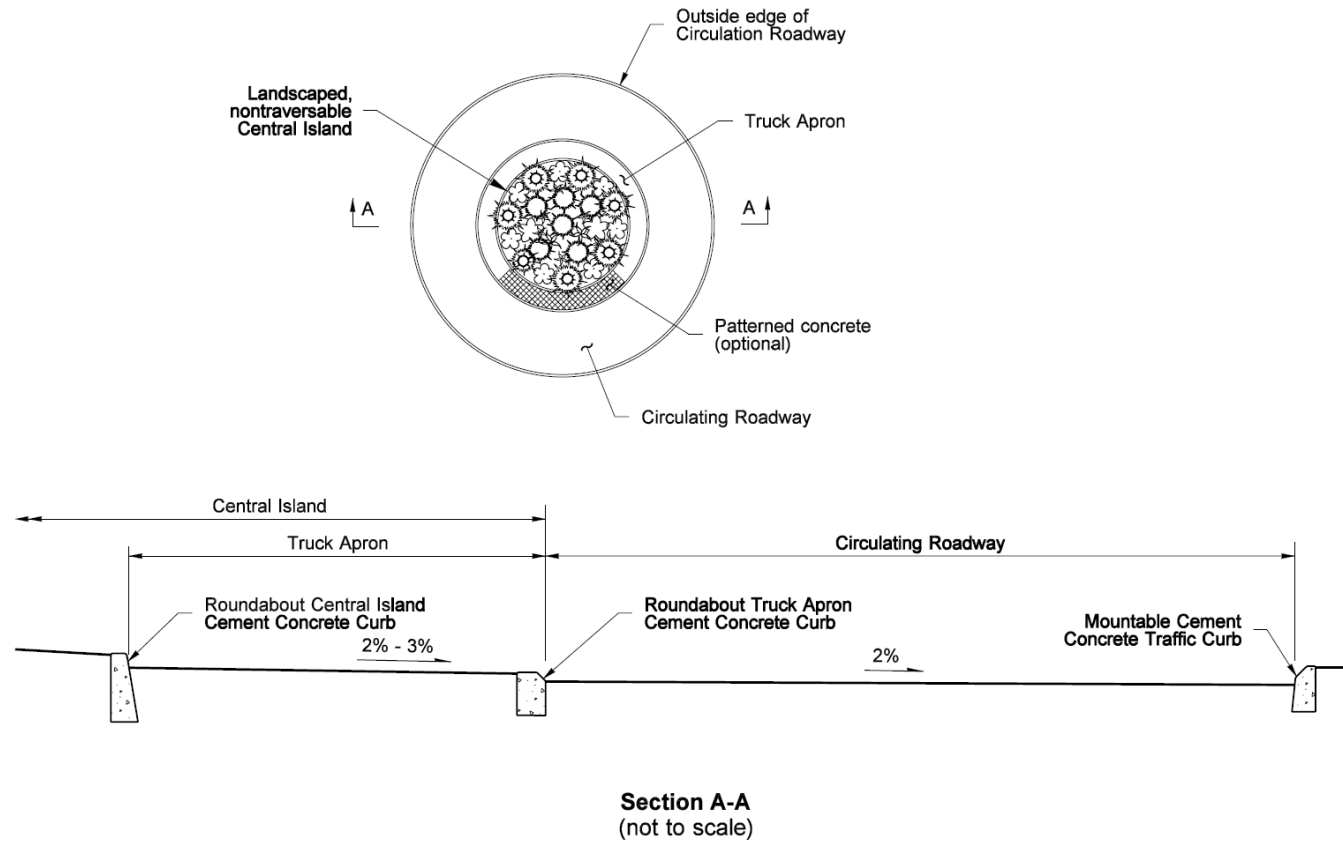 Outside edge of
Circulation Roadway
Landscaped,
nontraversable
Central Island
Truck Apron
A
A
Patterned concrete
(optional)
Circulating Roadway
Central Island
Truck Apron
Circulating Roadway
Roundabout Central Island
Cement Concrete Curb
Roundabout Truck Apron
Cement Concrete Curb
Mountable Cement
Concrete Traffic Curb
2% - 3%
2%
Section A-A
(not to scale)